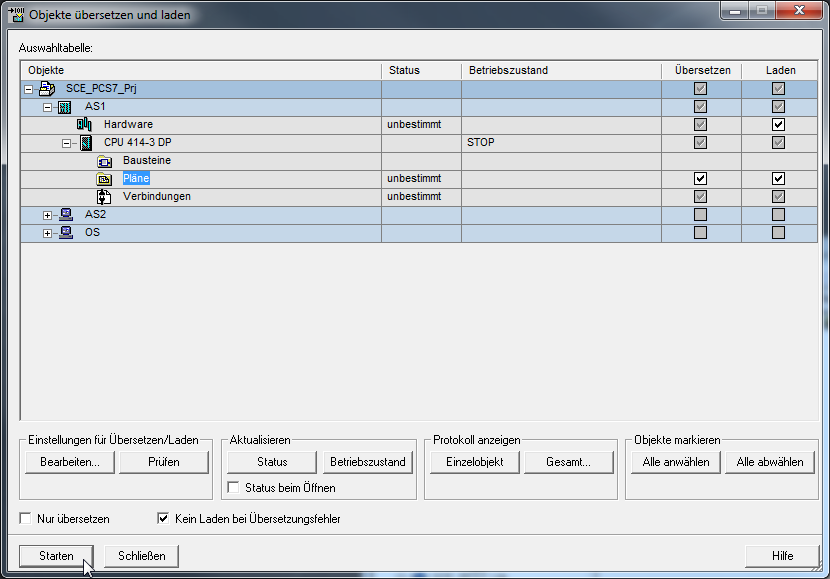 Objekte übersetzen und laden
Auswahltabelle:
Objekte Status Betriebszustand Übersetzen Laden
SCE_PCS7_Prj
AS1
Hardware unbestimmt
CPU 414-3 DP STOP
Bausteine
Pläne unbestimmt
Verbindungen unbestimmt
AS2
OS
Einstellungen für Übersetzen/Laden Aktualisieren Protokoll anzeigen Objekte markieren
Bearbeiten... Prüfen Status Betriebszustand Einzelobjekt Gesamt... Alle anwählen Alle abwählen
Status beim Öffnen
Nur übersetzen Kein Laden bei Übersetzungsfehler
Starten Schließen Hilfe